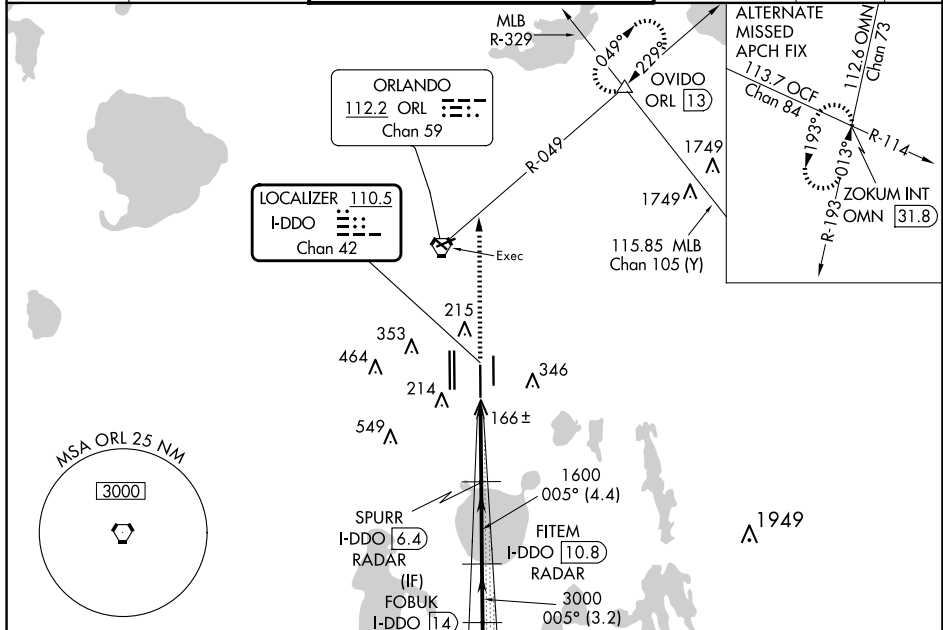 MLB
R-329
049°
229°
OVIDO
ORL 13
ALTERNATE
MISSED
APCH FIX
112.6 OMN
Chan 73
113.7 OCF
Chan 84
193°
013°
R-114
R-193
ZOKUM INT
OMN 31.8
ORLANDO
112.2 ORL
Chan 59
R-049
1749
1749
115.85 MLB
Chan 105 (Y)
LOCALIZER 110.5
I-DDO
Chan 42
Exec
215
353
464
346
214
166±
549
MSA ORL 25 NM
3000
1600
005° (4.4)
SPURR
I-DDO 6.4
RADAR
FITEM
I-DDO 10.8
RADAR
1949
(IF)
FOBUK
I-DDO 14
3000
005° (3.2)